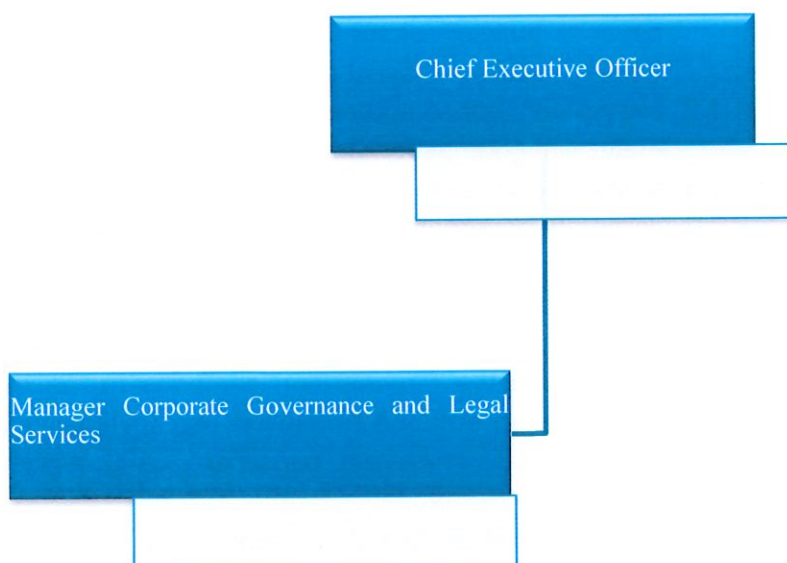 Chief Executive Officer
Manager Corporate Governance and Legal
Services